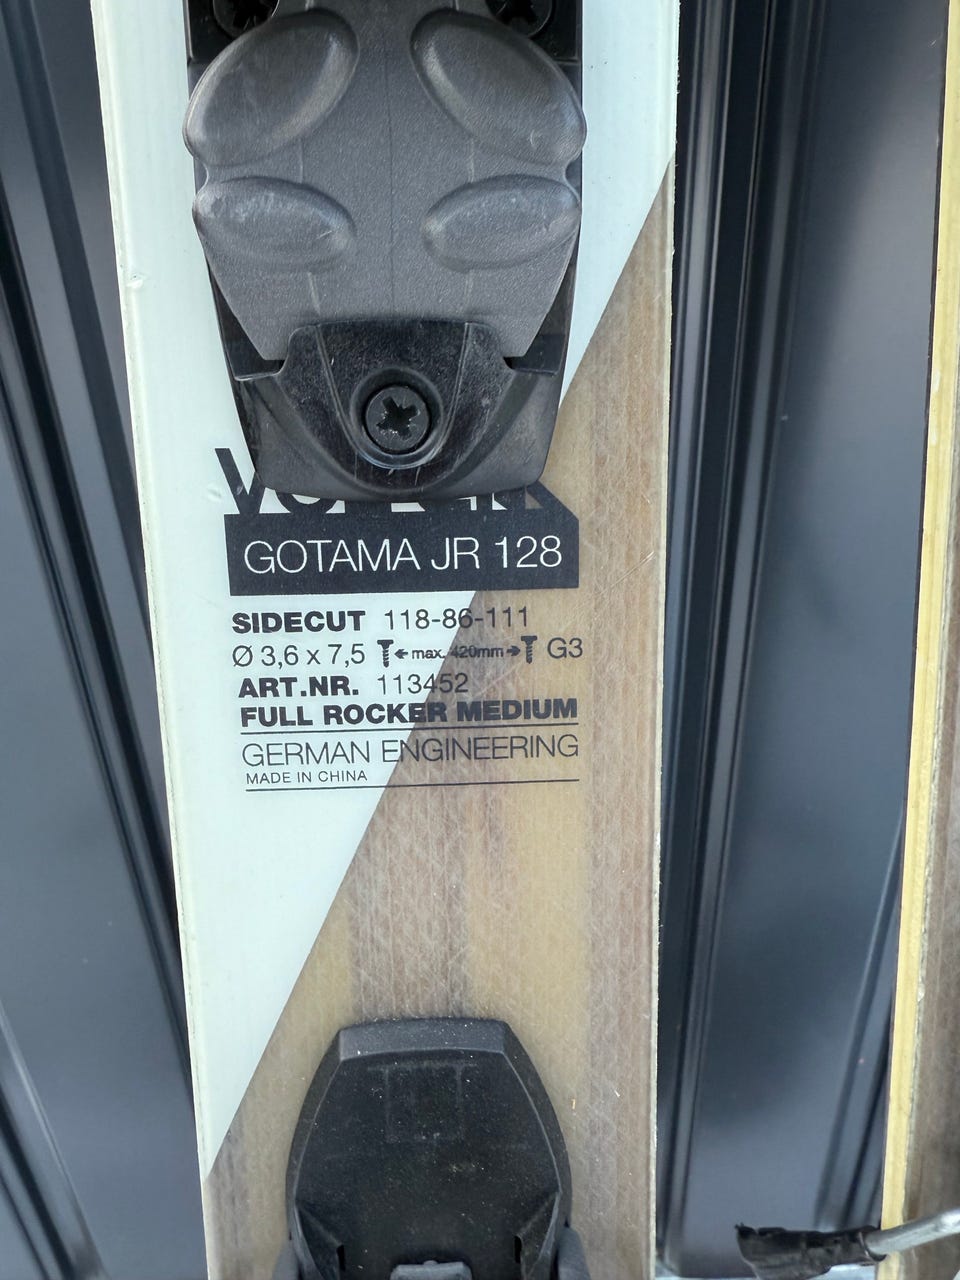 GOTAMA JR 128
SIDECUT 118-86-111
Ø 3,6 x 7,5 max. 420mm G3
ART.NR. 113452
FULL ROCKER MEDIUM
GERMAN ENGINEERING
MADE IN CHINA